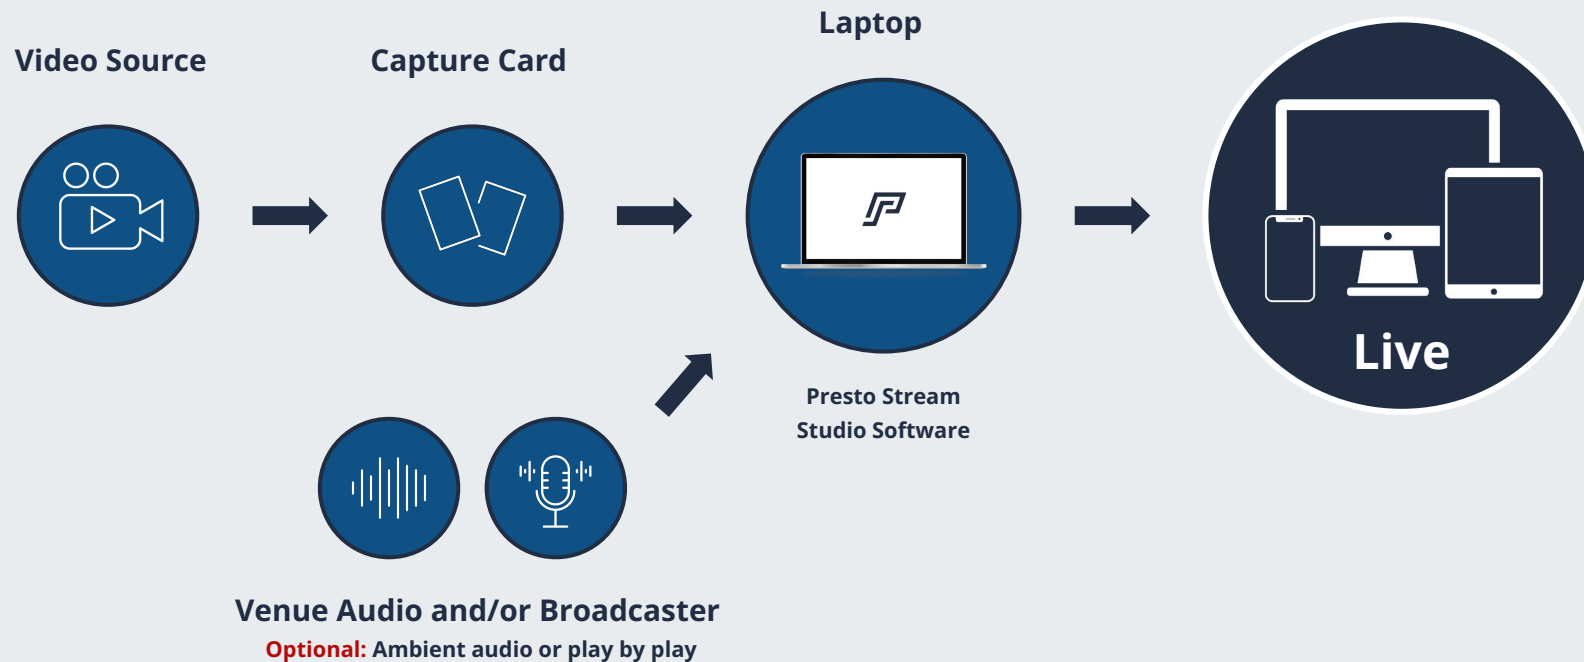 Video Source
Capture Card
Laptop
Presto Stream
Studio Software
Live
Venue Audio and/or Broadcaster
Optional: Ambient audio or play by play